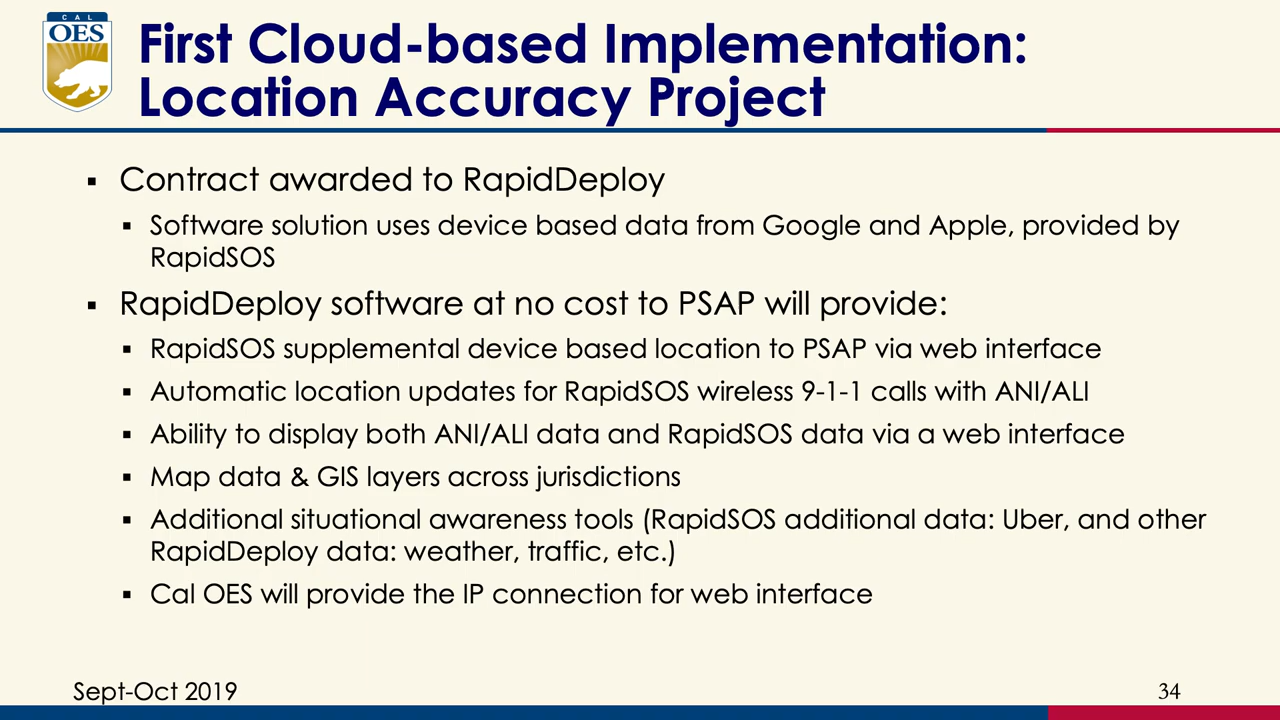 CAL
OES
First Cloud-based Implementation:
Location Accuracy Project
▪ Contract awarded to RapidDeploy
▪ Software solution uses device based data from Google and Apple, provided by
RapidSOS
▪ RapidDeploy software at no cost to PSAP will provide:
▪ RapidSOS supplemental device based location to PSAP via web interface
▪ Automatic location updates for RapidSOS wireless 9-1-1 calls with ANI/ALI
▪ Ability to display both ANI/ALI data and RapidSOS data via a web interface
▪ Map data & GIS layers across jurisdictions
▪ Additional situational awareness tools (RapidSOS additional data: Uber, and other
RapidDeploy data: weather, traffic, etc.)
▪ Cal OES will provide the IP connection for web interface
Sept-Oct 2019
34